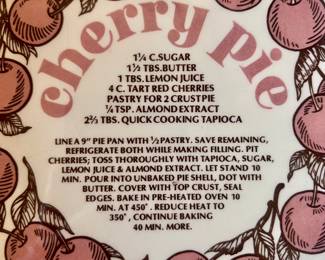 cherry pie
1¼ C. SUGAR
1½ TBS. BUTTER
1 TBS. LEMON JUICE
4 C. TART RED CHERRIES
PASTRY FOR 2 CRUST PIE
¼ TSP. ALMOND EXTRACT
2⅔ TBS. QUICK COOKING TAPIOCA
LINE A 9" PIE PAN WITH ½ PASTRY. SAVE REMAINING,
REFRIGERATE BOTH WHILE MAKING FILLING. PIT
CHERRIES; TOSS THOROUGHLY WITH TAPIOCA, SUGAR,
LEMON JUICE & ALMOND EXTRACT. LET STAND 10
MIN. POUR INTO UNBAKED PIE SHELL, DOT WITH
BUTTER. COVER WITH TOP CRUST, SEAL
EDGES. BAKE IN PRE-HEATED OVEN 10
MIN. AT 450°. REDUCE HEAT TO
350°, CONTINUE BAKING
40 MIN. MORE.